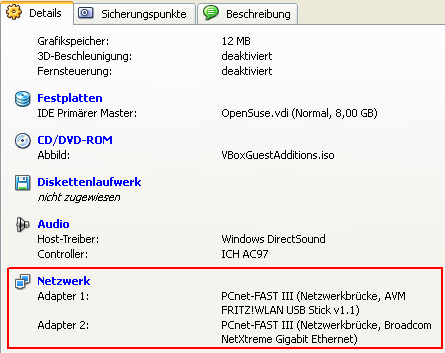 Details Sicherungspunkte Beschreibung
Grafikspeicher: 12 MB
3D-Beschleunigung: deaktiviert
Fernsteuerung: deaktiviert
Festplatten
IDE Primärer Master: OpenSuse.vdi (Normal, 8,00 GB)
CD/DVD-ROM
Abbild: VBoxGuestAdditions.iso
Diskettenlaufwerk
nicht zugewiesen
Audio
Host-Treiber: Windows DirectSound
Controller: ICH AC97
Netzwerk
Adapter 1: PCnet-FAST III (Netzwerkbrücke, AVM
FRITZ!WLAN USB Stick v1.1)
Adapter 2: PCnet-FAST III (Netzwerkbrücke, Broadcom
NetXtreme Gigabit Ethernet)